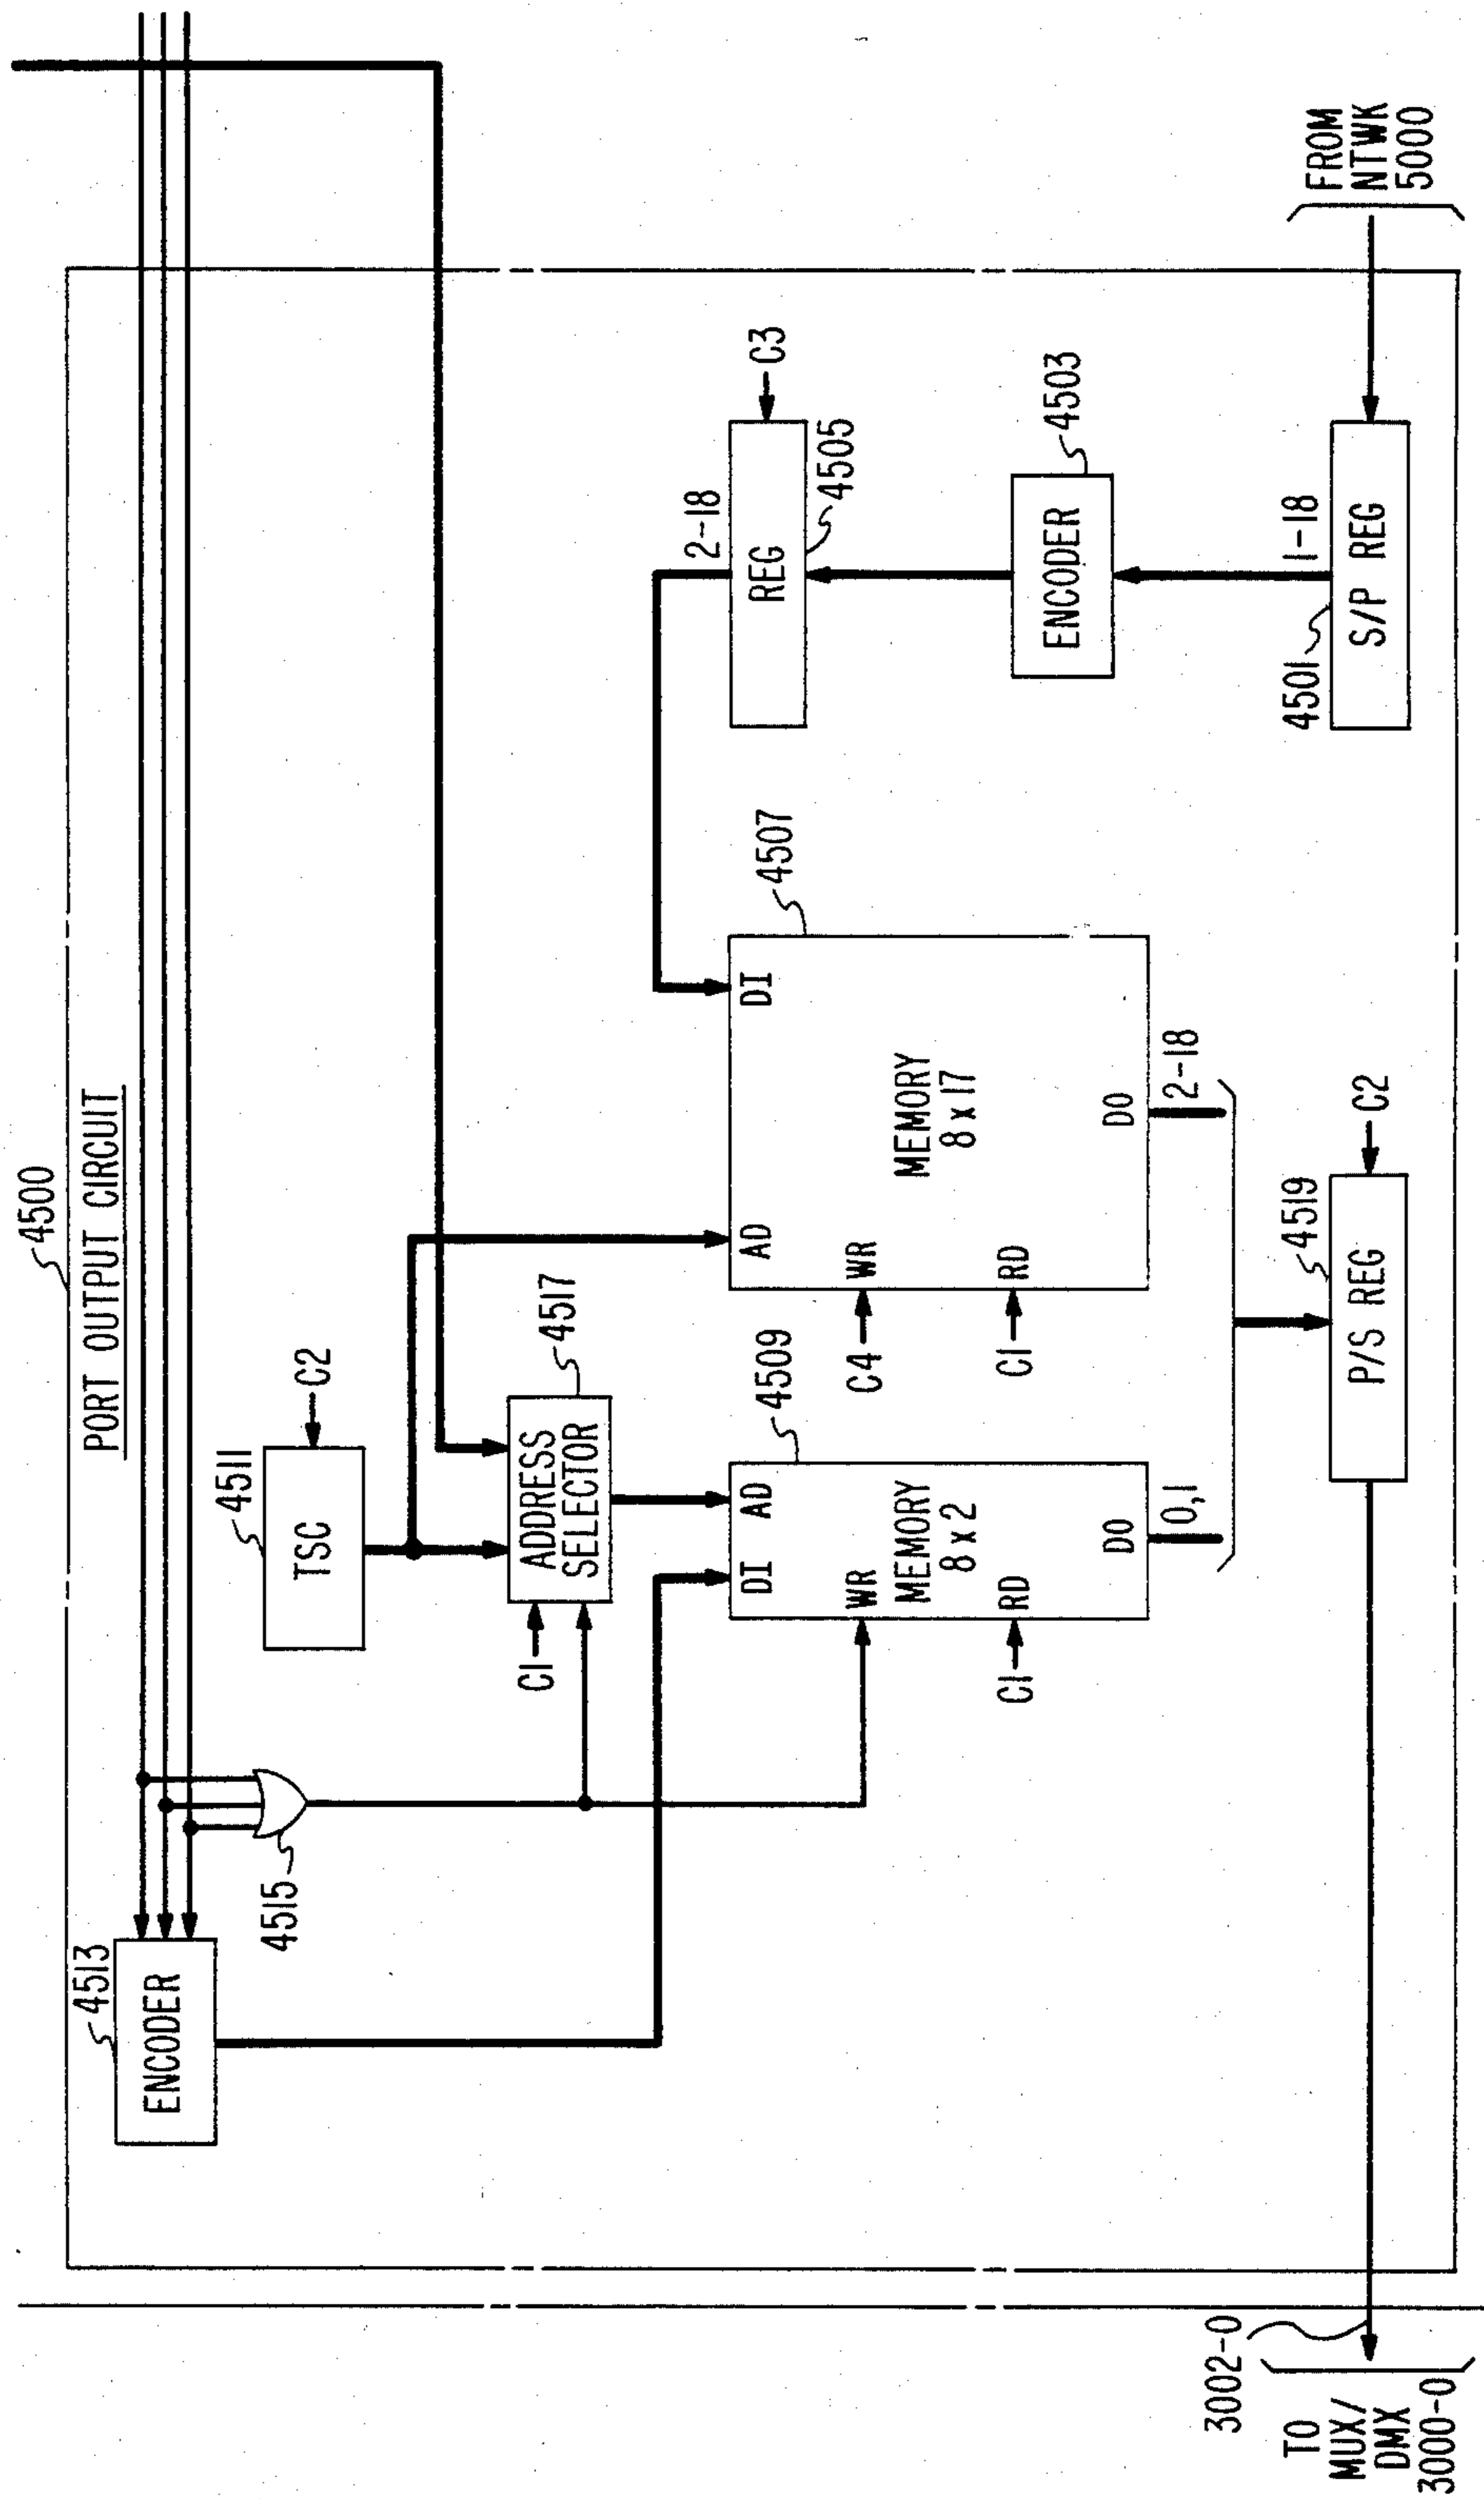 4500
PORT OUTPUT CIRCUIT
4513
ENCODER
4515
4511
TSC
C2
C1
ADDRESS
SELECTOR
4517
4509
DI
AD
WR
MEMORY
8 x 2
C1
RD
DO
0,1
4507
AD
DI
C4
WR
MEMORY
8 x 17
C1
RD
DO
2-18
2-18
REG
C3
4505
ENCODER
4503
1-18
4501
S/P REG
FROM
NTWK
5000
4519
P/S REG
C2
3002-0
TO
MUX/
DMX
3000-0